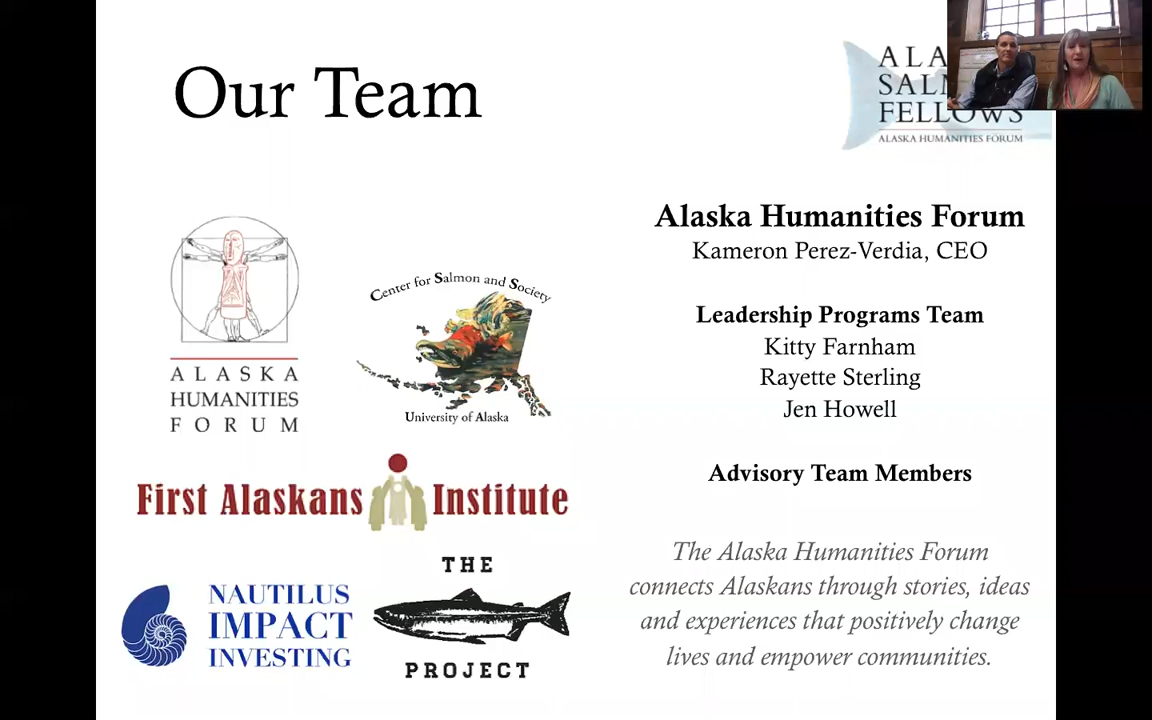 Our Team
ALA
SAL
FELLOWS
ALASKA HUMANITIES FORUM
Alaska Humanities Forum
Kameron Perez-Verdia, CEO
Leadership Programs Team
Kitty Farnham
Rayette Sterling
Jen Howell
Advisory Team Members
The Alaska Humanities Forum
connects Alaskans through stories, ideas
and experiences that positively change
lives and empower communities.
ALASKA
HUMANITIES
FORUM
Center for Salmon and Society
University of Alaska
First Alaskans Institute
NAUTILUS
IMPACT
INVESTING
THE
PROJECT